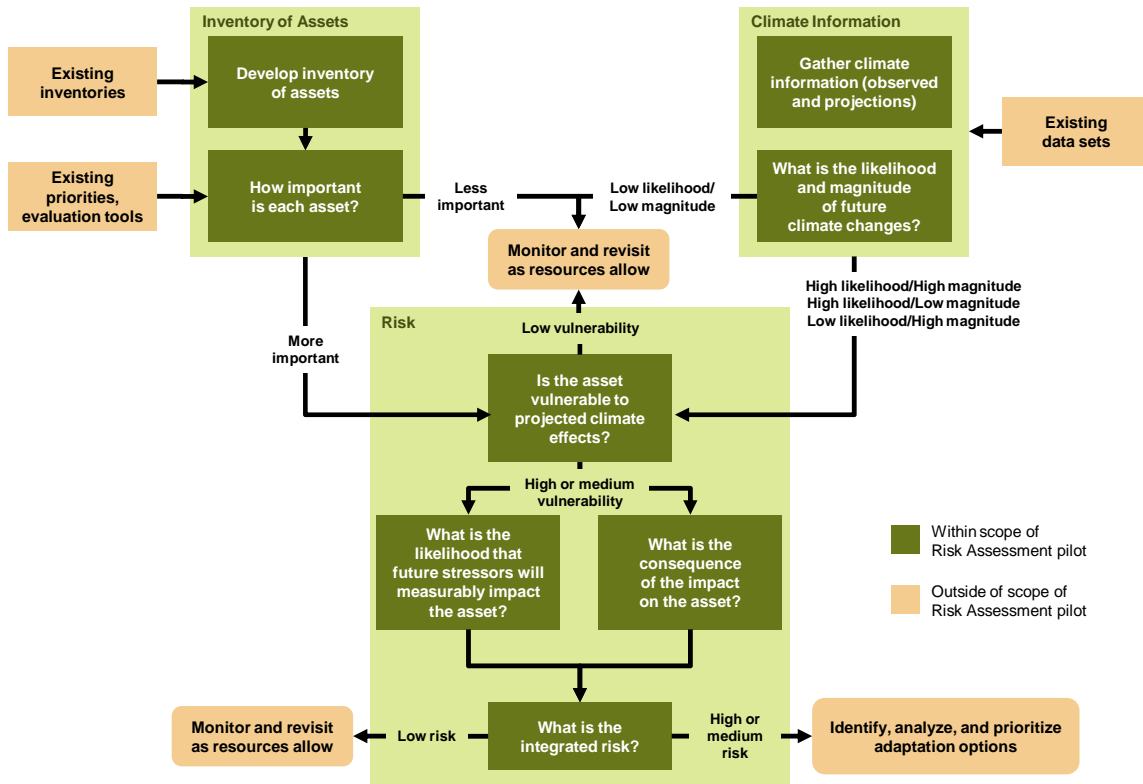 Inventory of Assets
Climate Information
Existing
inventories
Develop inventory
of assets
Gather climate
information (observed
and projections)
Existing
data sets
Existing
priorities,
evaluation tools
How important
is each asset?
Less
important
Low likelihood/
Low magnitude
What is the likelihood
and magnitude
of future
climate changes?
Monitor and revisit
as resources allow
High likelihood/High magnitude
High likelihood/Low magnitude
Low likelihood/High magnitude
Risk
Low vulnerability
More
important
Is the asset
vulnerable to
projected climate
effects?
High or medium
vulnerability
What is the
likelihood that
future stressors will
measurably impact
the asset?
What is the
consequence
of the impact
on the asset?
Within scope of
Risk Assessment pilot
Outside of scope of
Risk Assessment pilot
Monitor and revisit
as resources allow
Low risk
What is the
integrated risk?
High or
medium
risk
Identify, analyze, and prioritize
adaptation options